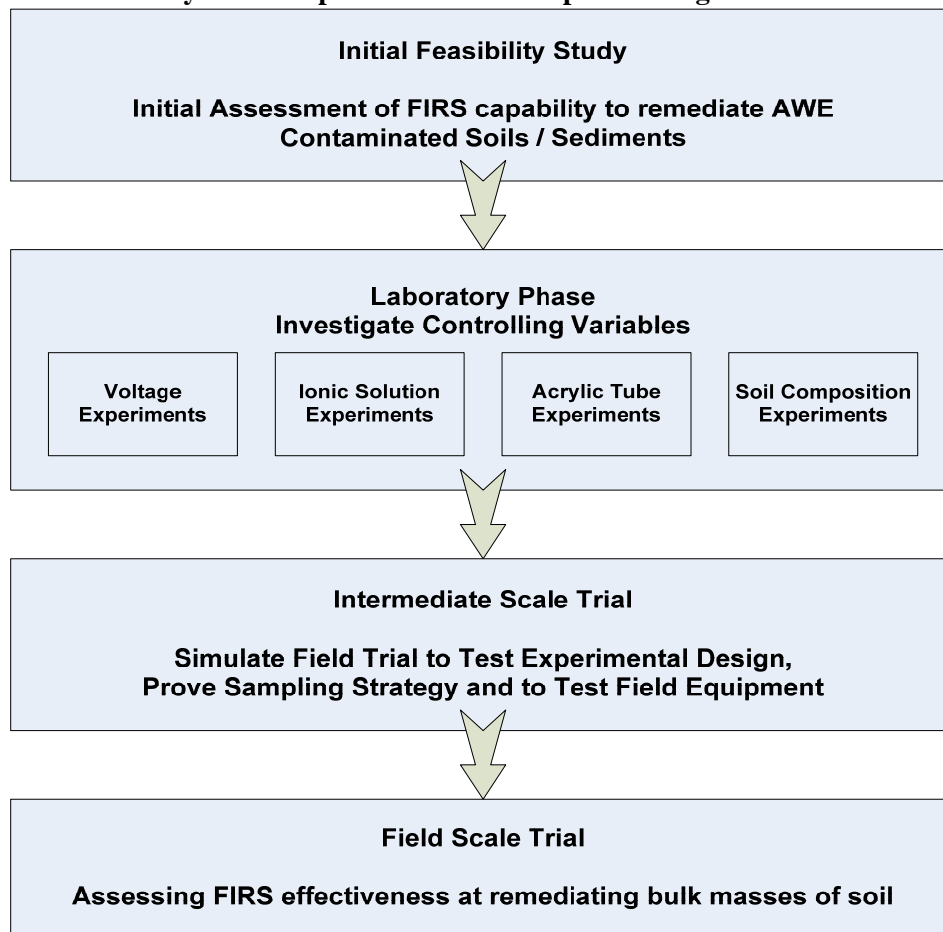 Initial Feasibility Study
Initial Assessment of FIRS capability to remediate AWE
Contaminated Soils / Sediments
Laboratory Phase
Investigate Controlling Variables
Voltage
Experiments
Ionic Solution
Experiments
Acrylic Tube
Experiments
Soil Composition
Experiments
Intermediate Scale Trial
Simulate Field Trial to Test Experimental Design,
Prove Sampling Strategy and to Test Field Equipment
Field Scale Trial
Assessing FIRS effectiveness at remediating bulk masses of soil